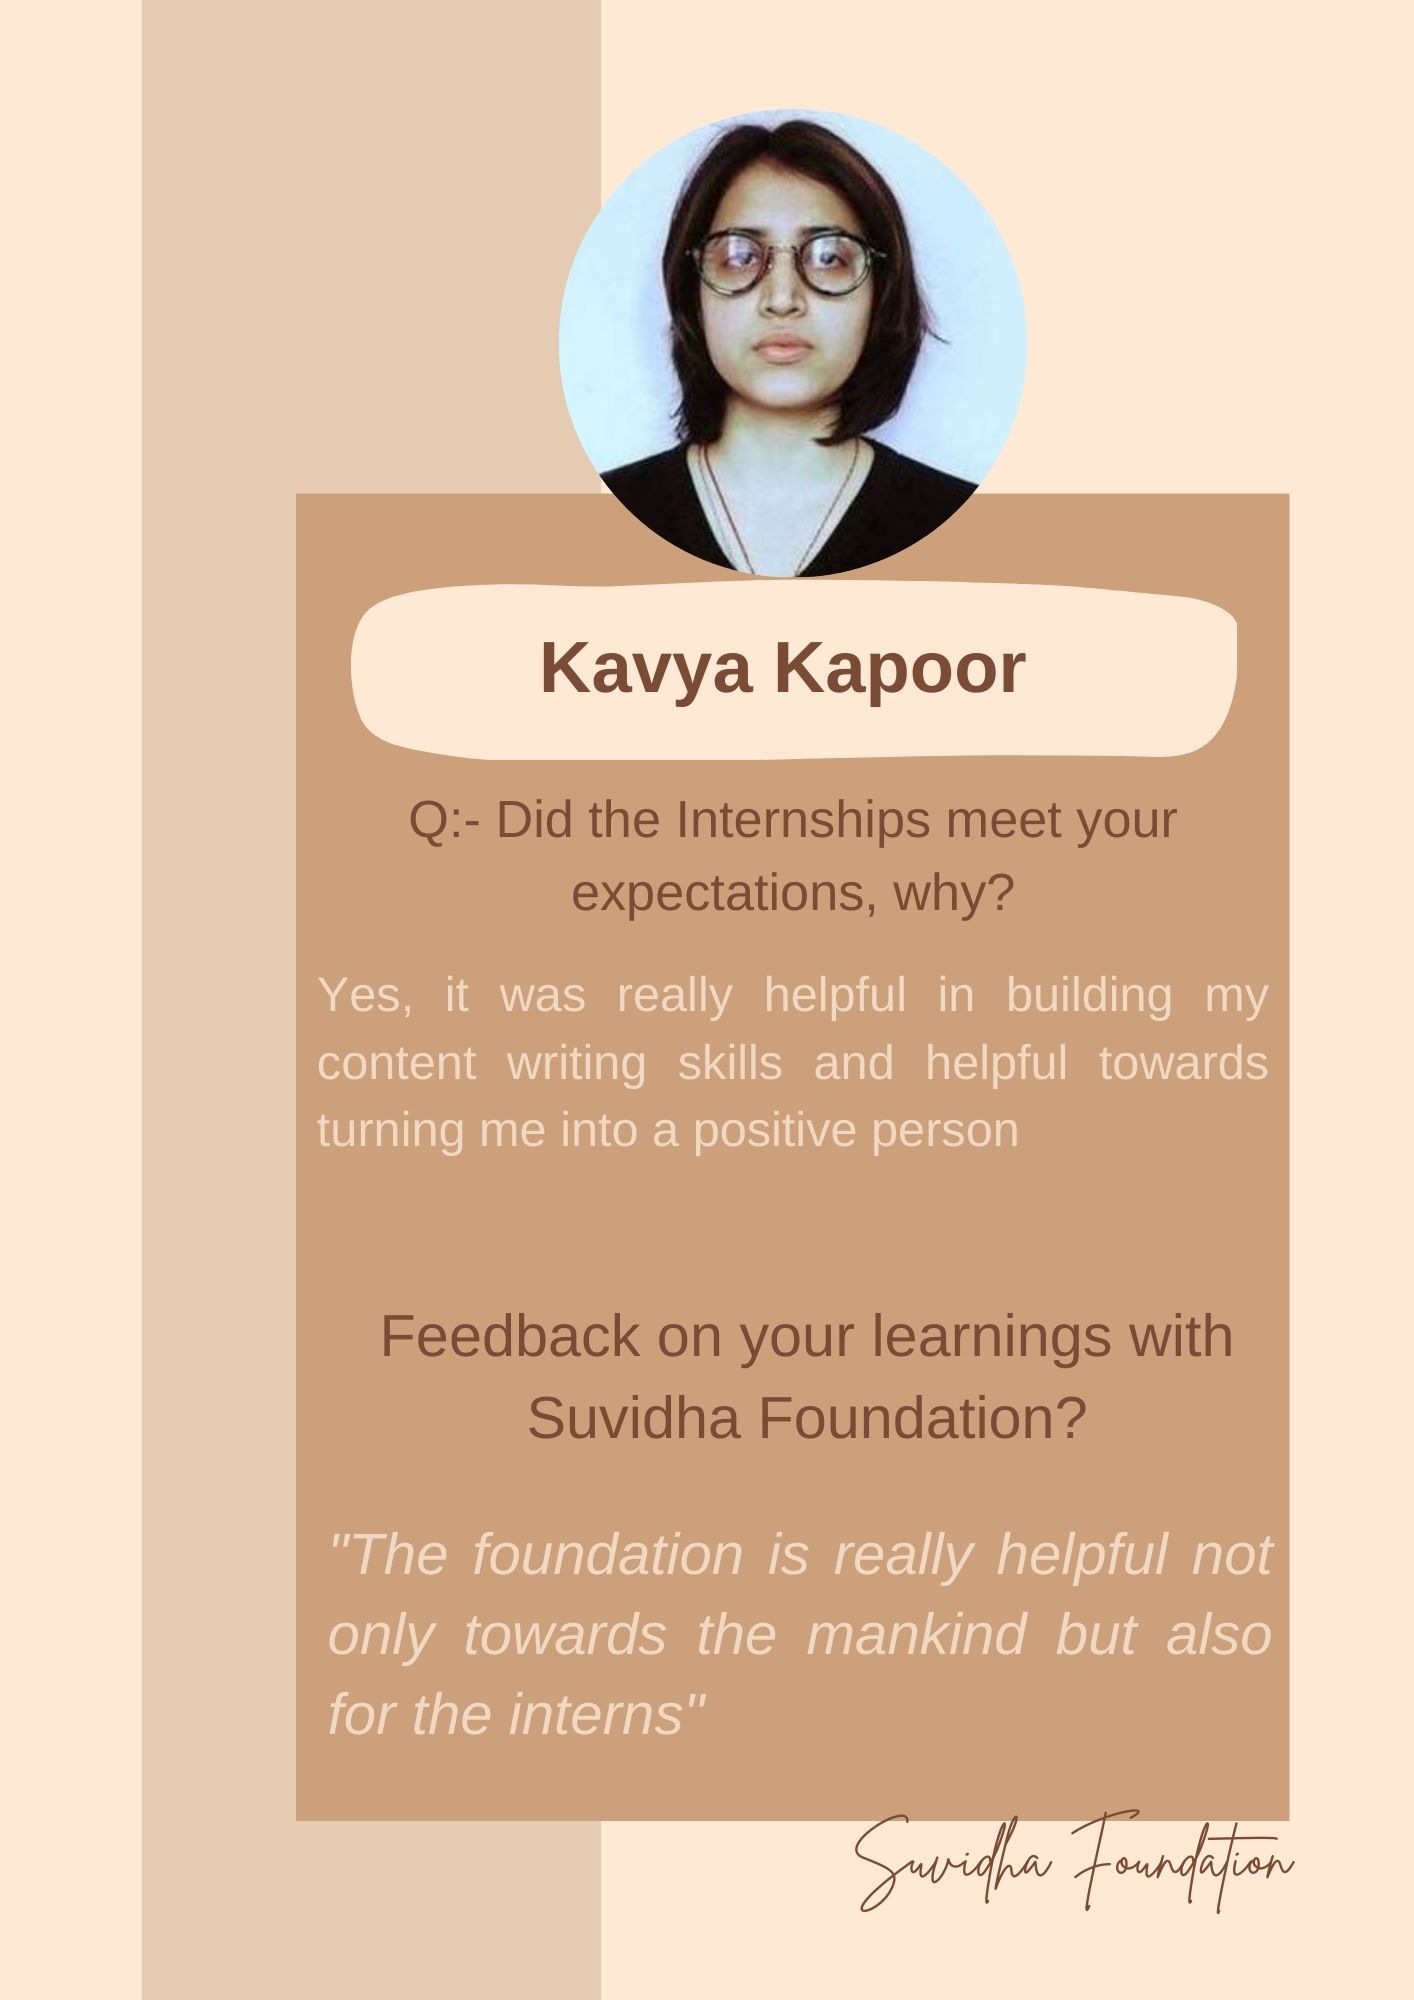 Kavya Kapoor
Q:- Did the Internships meet your
expectations, why?
Yes, it was really helpful in building my
content writing skills and helpful towards
turning me into a positive person
Feedback on your learnings with
Suvidha Foundation?
"The foundation is really helpful not
only towards the mankind but also
for the interns"
Suvidha Foundation